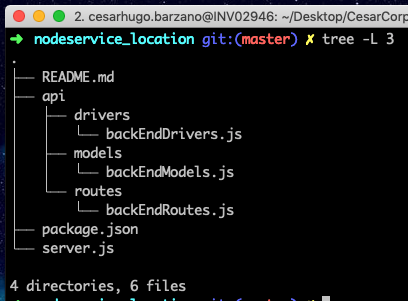 2. cesarhugo.barzano@INV02946: ~/Desktop/CesarCorp
➜ nodeservice_location git:(master) ✗ tree -L 3
.
├── README.md
├── api
│   ├── drivers
│   │   └── backEndDrivers.js
│   ├── models
│   │   └── backEndModels.js
│   └── routes
│       └── backEndRoutes.js
├── package.json
└── server.js
4 directories, 6 files